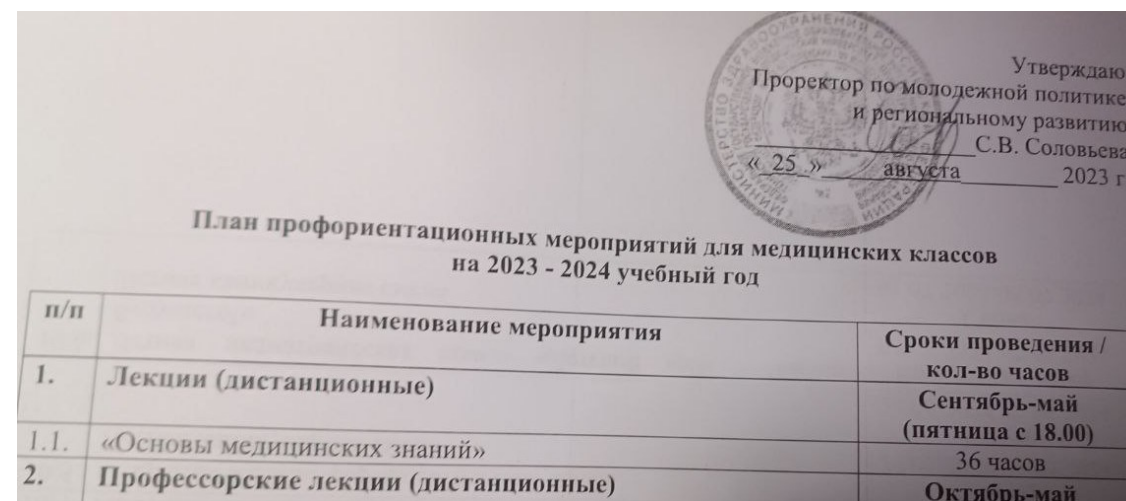 Утверждаю
Проректор по молодежной политике
и региональному развитию
С.В. Соловьева
« 25 » августа 2023 г
План профориентационных мероприятий для медицинских классов
на 2023 - 2024 учебный год
п/п Наименование мероприятия Сроки проведения /
кол-во часов
1. Лекции (дистанционные) Сентябрь-май
(пятница с 18.00)
1.1. «Основы медицинских знаний» 36 часов
2. Профессорские лекции (дистанционные) Октябрь-май